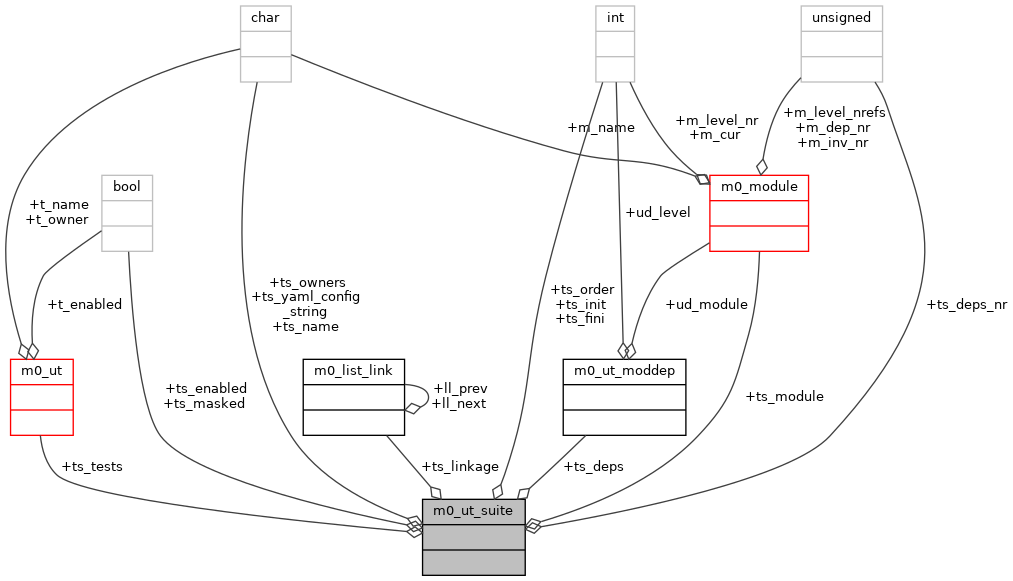 char
int
unsigned
+m_level_nrefs
+m_dep_nr
+m_inv_nr
+m_level_nr
+m_cur
+m_name
bool
m0_module
+t_name
+t_owner
+ud_level
+ts_owners
+ts_yaml_config
_string
+ts_name
+ts_order
+ts_init
+ts_fini
+t_enabled
+ud_module
+ts_deps_nr
m0_ut
m0_list_link
m0_ut_moddep
+ll_prev
+ll_next
+ts_enabled
+ts_masked
+ts_module
+ts_tests
+ts_linkage
+ts_deps
m0_ut_suite